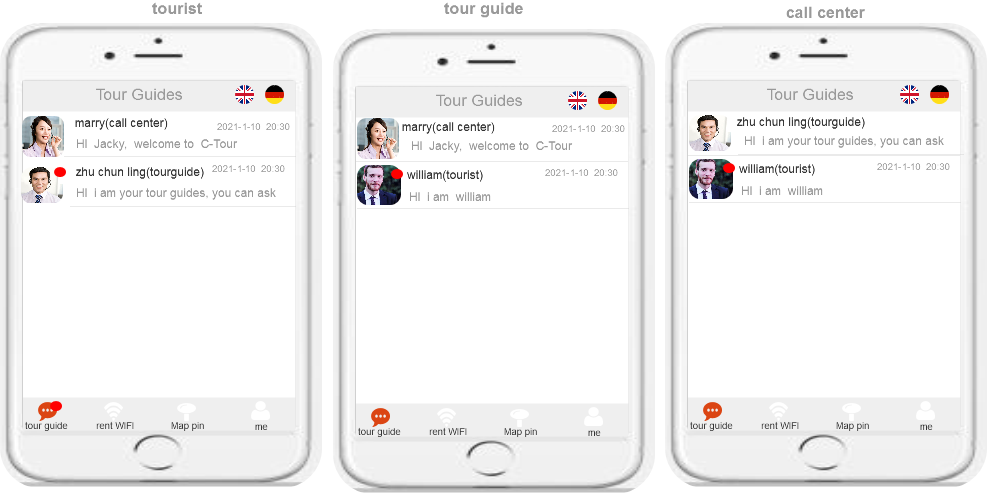 tourist
Tour Guides
marry(call center)
2021-1-10 20.30
HI Jacky, welcome to C-Tour
zhu chun ling(tourguide)
2021-1-10 20.30
HI i am your tour guides, you can ask
tour guide
rent WIFI
Map pin
me
tour guide
Tour Guides
marry(call center)
2021-1-10 20.30
HI Jacky, welcome to C-Tour
william(tourist)
2021-1-10 20.30
HI i am william
tour guide
rent WIFI
Map pin
me
call center
Tour Guides
zhu chun ling(tourguide)
HI i am your tour guides, you can ask
william(tourist)
2021-1-10 20.30
HI i am william
tour guide
rent WIFI
Map pin
me